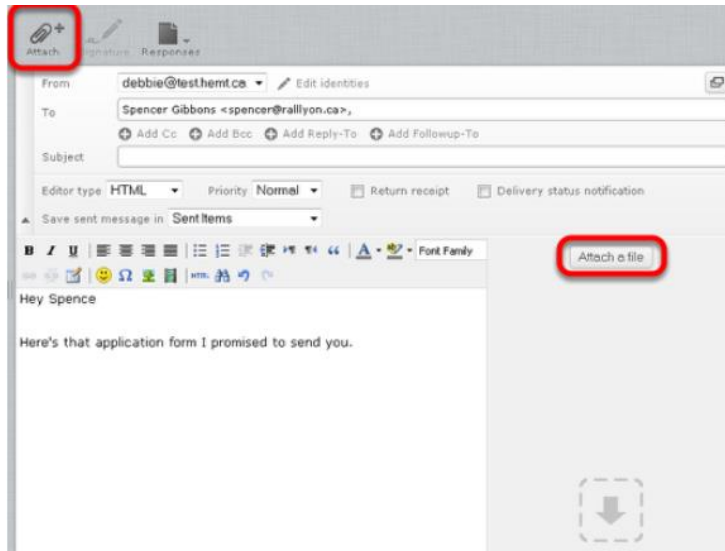 Attach Signature Responses
From debbie@test.hemt.ca Edit identities
To Spencer Gibbons <spencer@ralllyon.ca>,
Add Cc Add Bcc Add Reply-To Add Followup-To
Subject
Editor type HTML Priority Normal Return receipt Delivery status notification
Save sent message in Sent Items
B I U A Font Family
HTML
Attach a file
Hey Spence
Here's that application form I promised to send you.